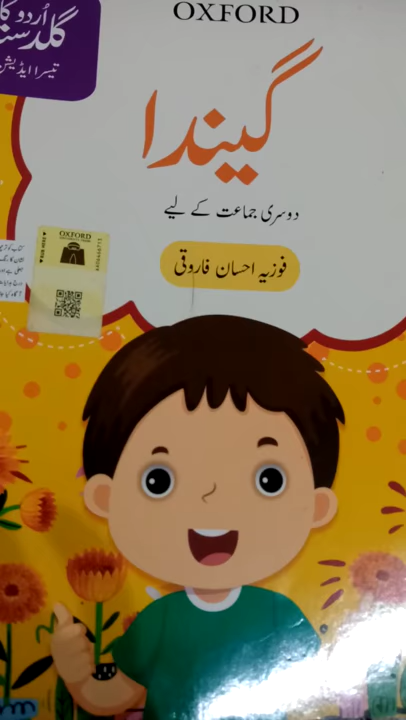 OXFORD
اُردو کا
گلدستہ
تیسرا ایڈیشن
گیندا
دوسری جماعت کے لیے
فوزیہ احسان فاروقی
OXFORD